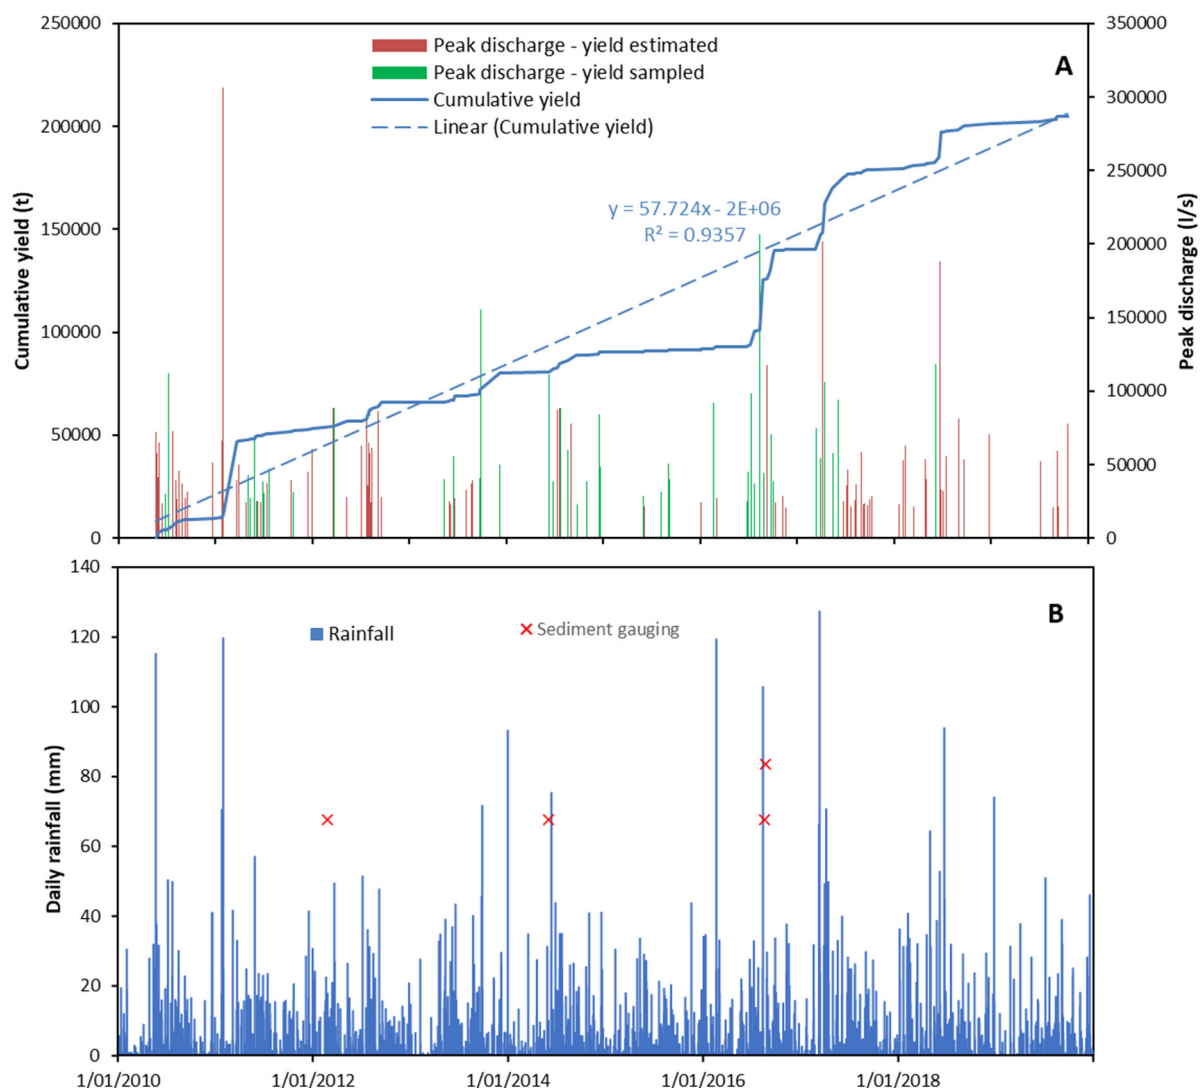 250000
200000
150000
100000
50000
0
Cumulative yield (t)
350000
300000
250000
200000
150000
100000
50000
0
Peak discharge (l/s)
Peak discharge - yield estimated
Peak discharge - yield sampled
Cumulative yield
Linear (Cumulative yield)
A
y = 57.724x - 2E+06
R² = 0.9357
140
120
100
80
60
40
20
0
Daily rainfall (mm)
Rainfall
Sediment gauging
B
1/01/2010
1/01/2012
1/01/2014
1/01/2016
1/01/2018